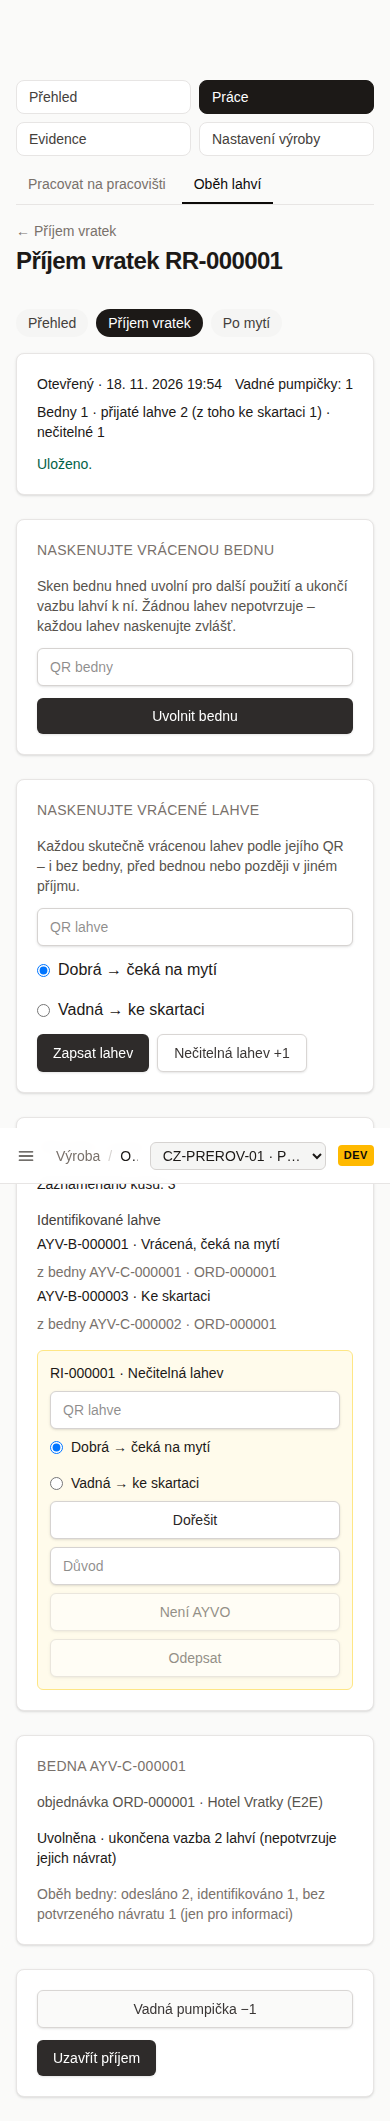 Přehled
Práce
Evidence
Nastavení výroby
Pracovat na pracovišti
Oběh lahví
← Příjem vratek
Příjem vratek RR-000001
Přehled
Příjem vratek
Po mytí
Otevřený · 18. 11. 2026 19:54
Vadné pumpičky: 1
Bedny 1 · přijaté lahve 2 (z toho ke skartaci 1) ·
nečitelné 1
Uloženo.
NASKENUJTE VRÁCENOU BEDNU
Sken bednu hned uvolní pro další použití a ukončí
vazbu lahví k ní. Žádnou lahev nepotvrzuje –
každou lahev naskenujte zvlášť.
QR bedny
Uvolnit bednu
NASKENUJTE VRÁCENÉ LAHVE
Každou skutečně vrácenou lahev podle jejího QR
– i bez bedny, před bednou nebo později v jiném
příjmu.
QR lahve
Dobrá → čeká na mytí
Vadná → ke skartaci
Zapsat lahev
Nečitelná lahev +1
Výroba / O…
CZ-PREROV-01 · P…
DEV
Zaznamenáno kusů: 3
Identifikované lahve
AYV-B-000001 · Vrácená, čeká na mytí
z bedny AYV-C-000001 · ORD-000001
AYV-B-000003 · Ke skartaci
z bedny AYV-C-000002 · ORD-000001
RI-000001 · Nečitelná lahev
QR lahve
Dobrá → čeká na mytí
Vadná → ke skartaci
Dořešit
Důvod
Není AYVO
Odepsat
BEDNA AYV-C-000001
objednávka ORD-000001 · Hotel Vratky (E2E)
Uvolněna · ukončena vazba 2 lahví (nepotvrzuje
jejich návrat)
Oběh bedny: odesláno 2, identifikováno 1, bez
potvrzeného návratu 1 (jen pro informaci)
Vadná pumpička −1
Uzavřít příjem